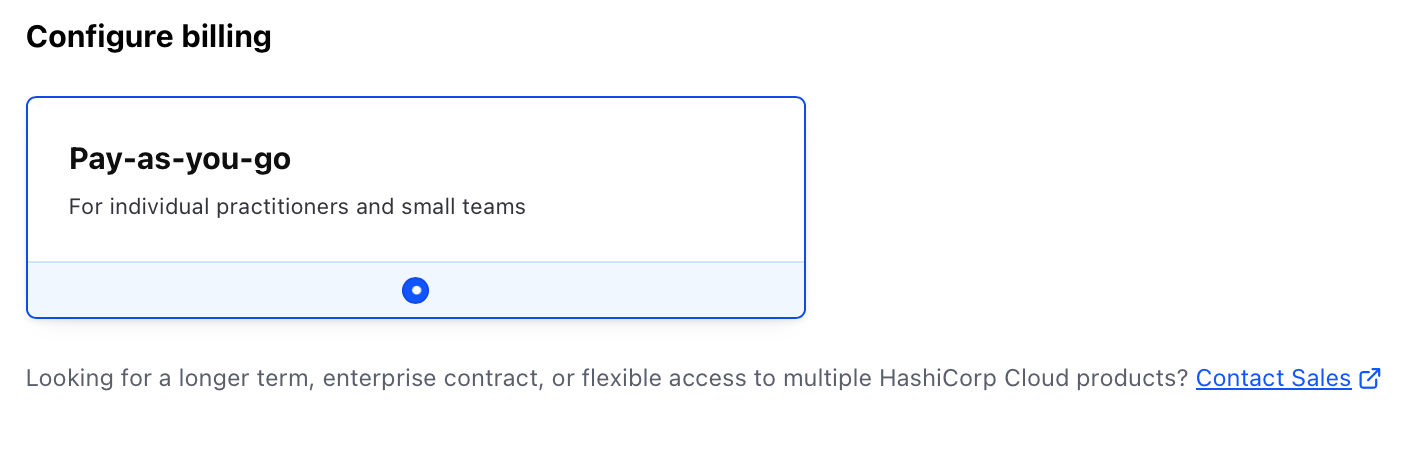 Configure billing
Pay-as-you-go
For individual practitioners and small teams
Looking for a longer term, enterprise contract, or flexible access to multiple HashiCorp Cloud products? Contact Sales